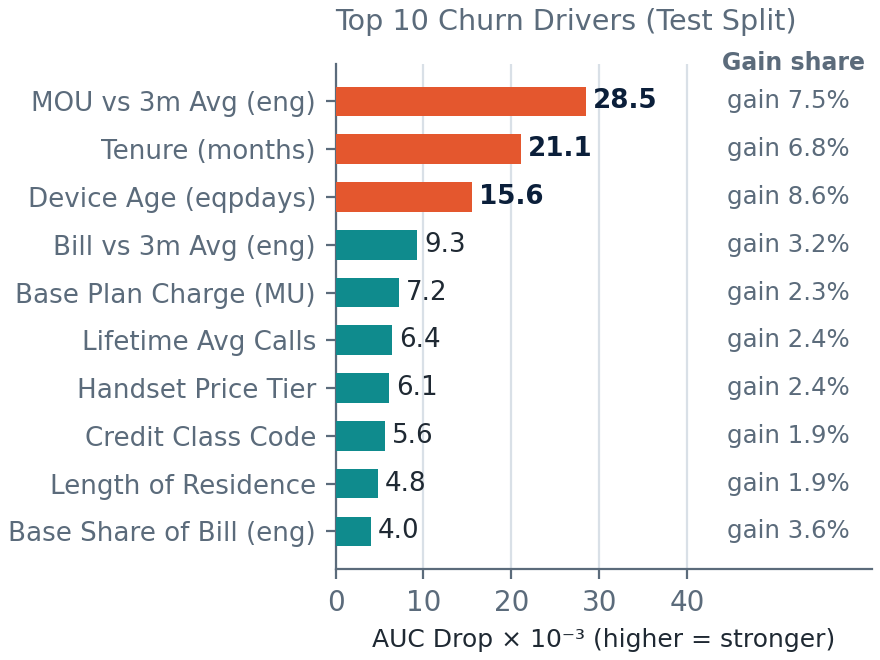 Top 10 Churn Drivers (Test Split)
Gain share
MOU vs 3m Avg (eng) 28.5 gain 7.5%
Tenure (months) 21.1 gain 6.8%
Device Age (eqpdays) 15.6 gain 8.6%
Bill vs 3m Avg (eng) 9.3 gain 3.2%
Base Plan Charge (MU) 7.2 gain 2.3%
Lifetime Avg Calls 6.4 gain 2.4%
Handset Price Tier 6.1 gain 2.4%
Credit Class Code 5.6 gain 1.9%
Length of Residence 4.8 gain 1.9%
Base Share of Bill (eng) 4.0 gain 3.6%
0 10 20 30 40
AUC Drop × 10⁻³ (higher = stronger)